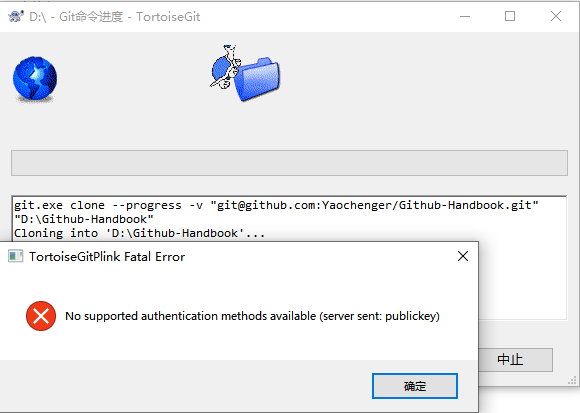 D:\ - Git命令进度 - TortoiseGit
git.exe clone --progress -v "git@github.com:Yaochenger/Github-Handbook.git"
"D:\Github-Handbook"
Cloning into 'D:\Github-Handbook'...
TortoiseGitPlink Fatal Error
No supported authentication methods available (server sent: publickey)
中止
确定